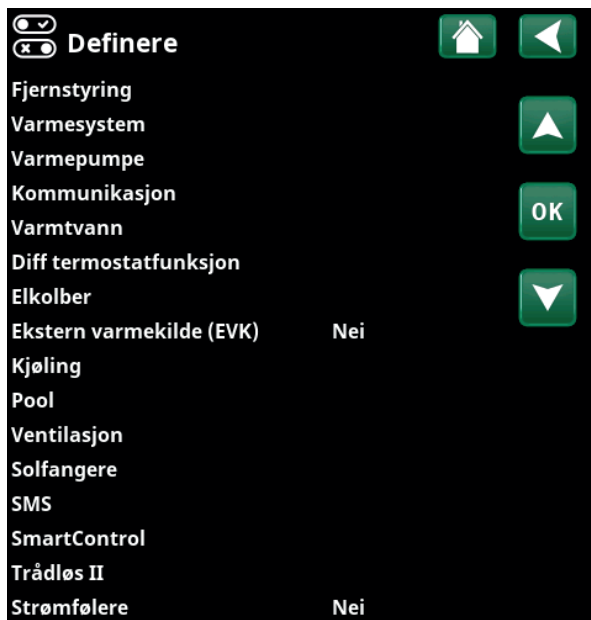 Definere
Fjernstyring
Varmesystem
Varmepumpe
Kommunikasjon
Varmtvann
OK
Diff termostatfunksjon
Elkolber
Ekstern varmekilde (EVK) Nei
Kjøling
Pool
Ventilasjon
Solfangere
SMS
SmartControl
Trådløs II
Strømfølere Nei